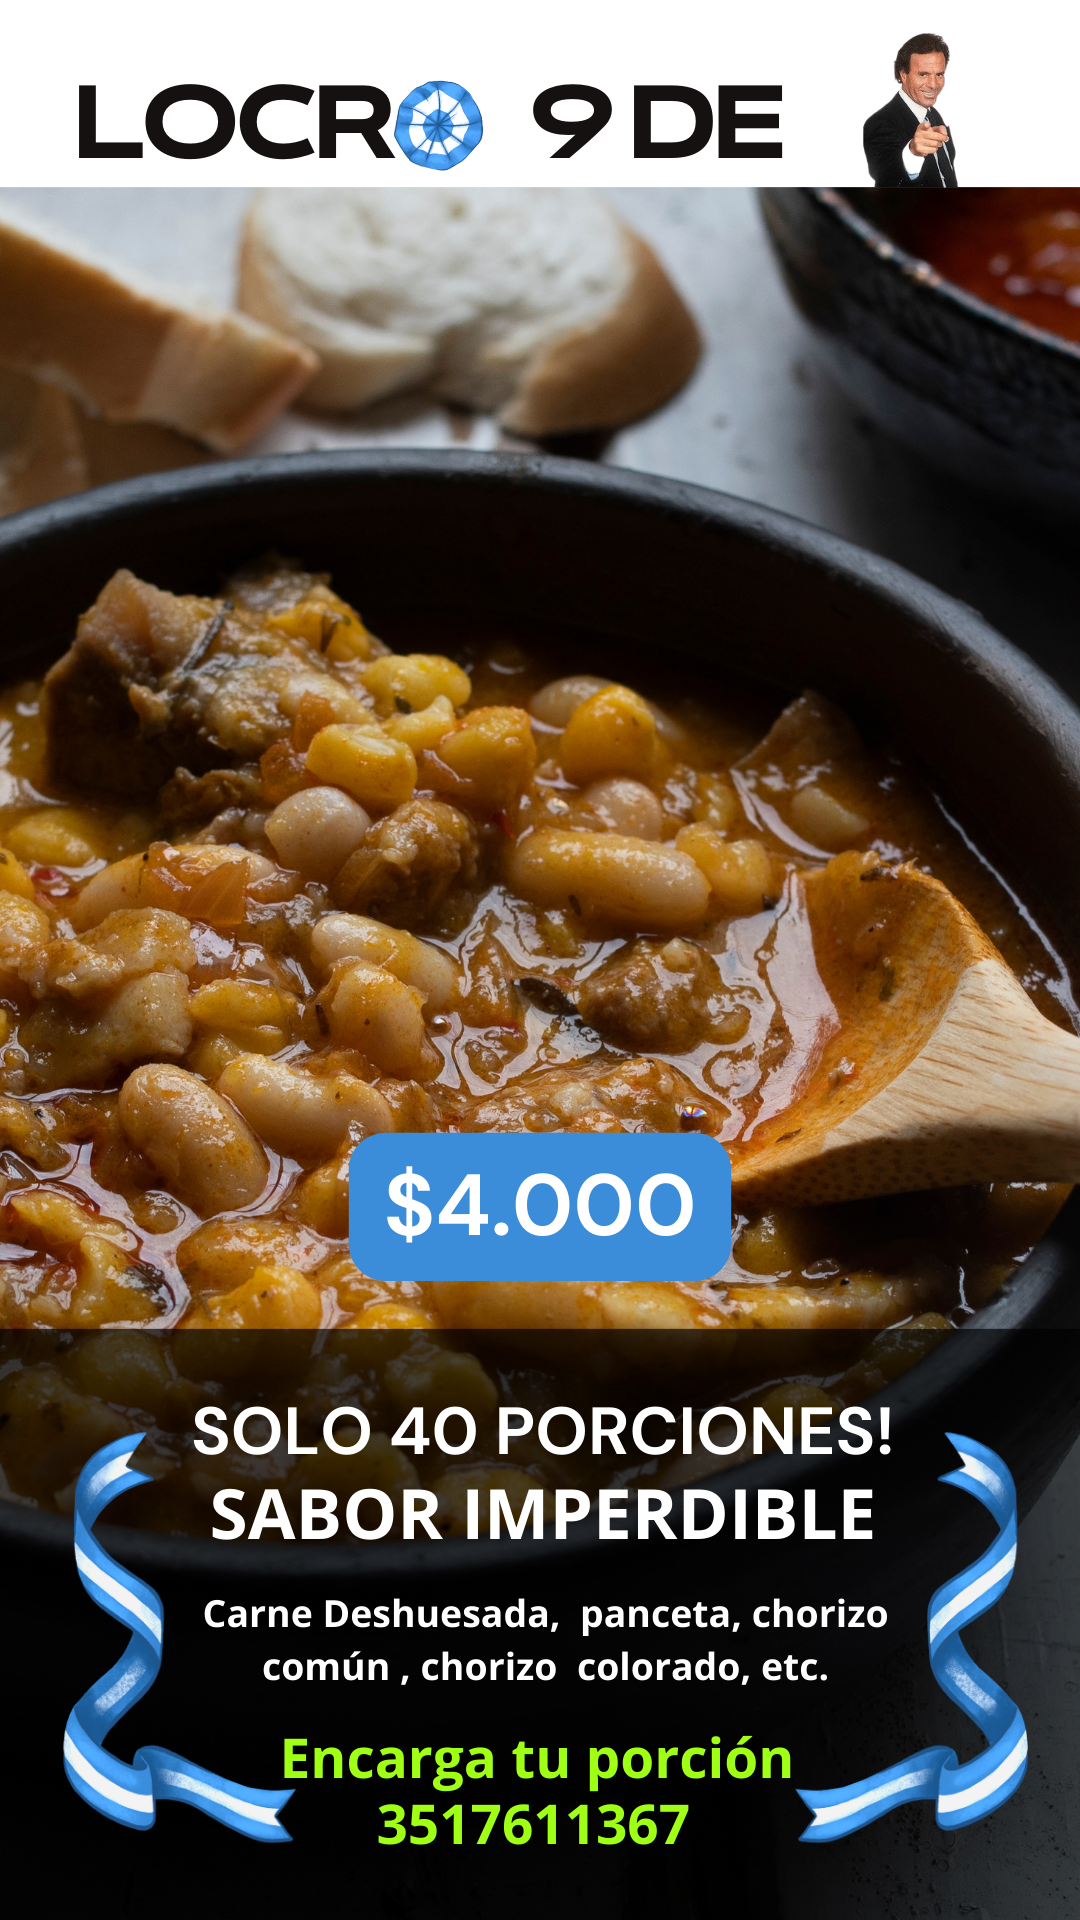 LOCRO 9 DE
$4.000
SOLO 40 PORCIONES!
SABOR IMPERDIBLE
Carne Deshuesada, panceta, chorizo
común , chorizo colorado, etc.
Encarga tu porción
3517611367